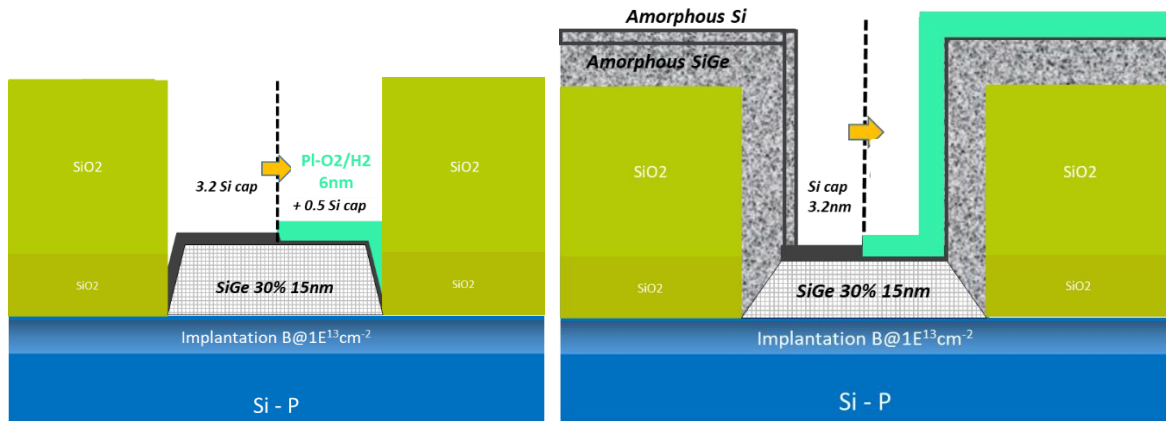 SiO2
SiO2
3.2 Si cap
Pl-O2/H2
6nm
+ 0.5 Si cap
SiO2
SiO2
SiGe 30% 15nm
Implantation B@1E¹³cm⁻²
Si - P
Amorphous Si
Amorphous SiGe
SiO2
SiO2
Si cap
3.2nm
SiO2
SiO2
SiGe 30% 15nm
Implantation B@1E¹³cm⁻²
Si - P